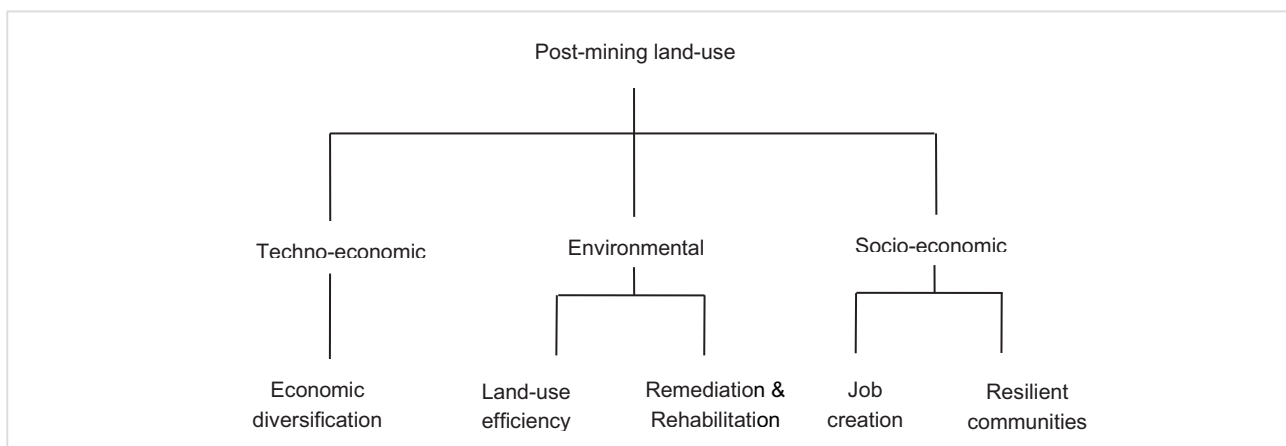 Post-mining land-use
Techno-economic
Environmental
Socio-economic
Economic
diversification
Land-use
efficiency
Remediation &
Rehabilitation
Job
creation
Resilient
communities